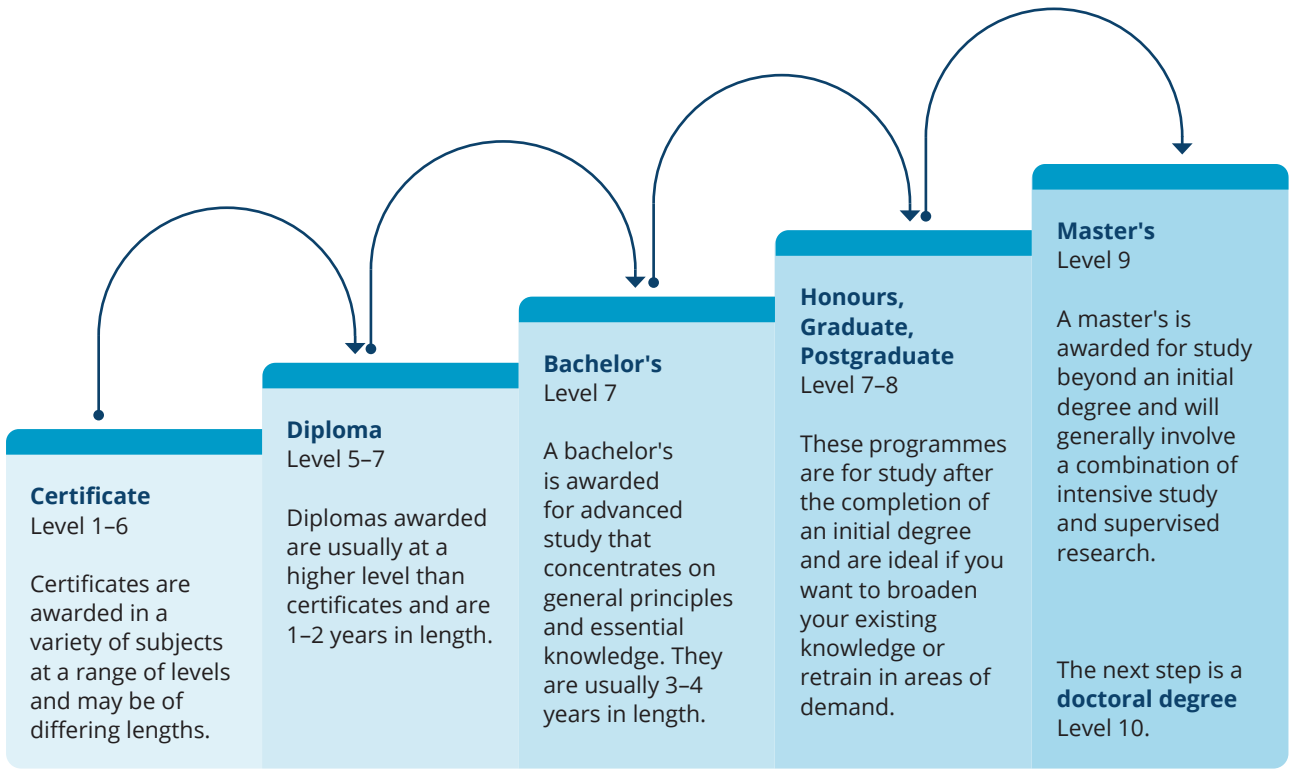 Certificate
Level 1–6
Certificates are
awarded in a
variety of subjects
at a range of levels
and may be of
differing lengths.
Diploma
Level 5–7
Diplomas awarded
are usually at a
higher level than
certificates and are
1–2 years in length.
Bachelor's
Level 7
A bachelor's
is awarded
for advanced
study that
concentrates on
general principles
and essential
knowledge. They
are usually 3–4
years in length.
Honours,
Graduate,
Postgraduate
Level 7–8
These programmes
are for study after
the completion of
an initial degree
and are ideal if you
want to broaden
your existing
knowledge or
retrain in areas of
demand.
Master's
Level 9
A master's is
awarded for study
beyond an initial
degree and will
generally involve
a combination of
intensive study
and supervised
research.
The next step is a
doctoral degree
Level 10.